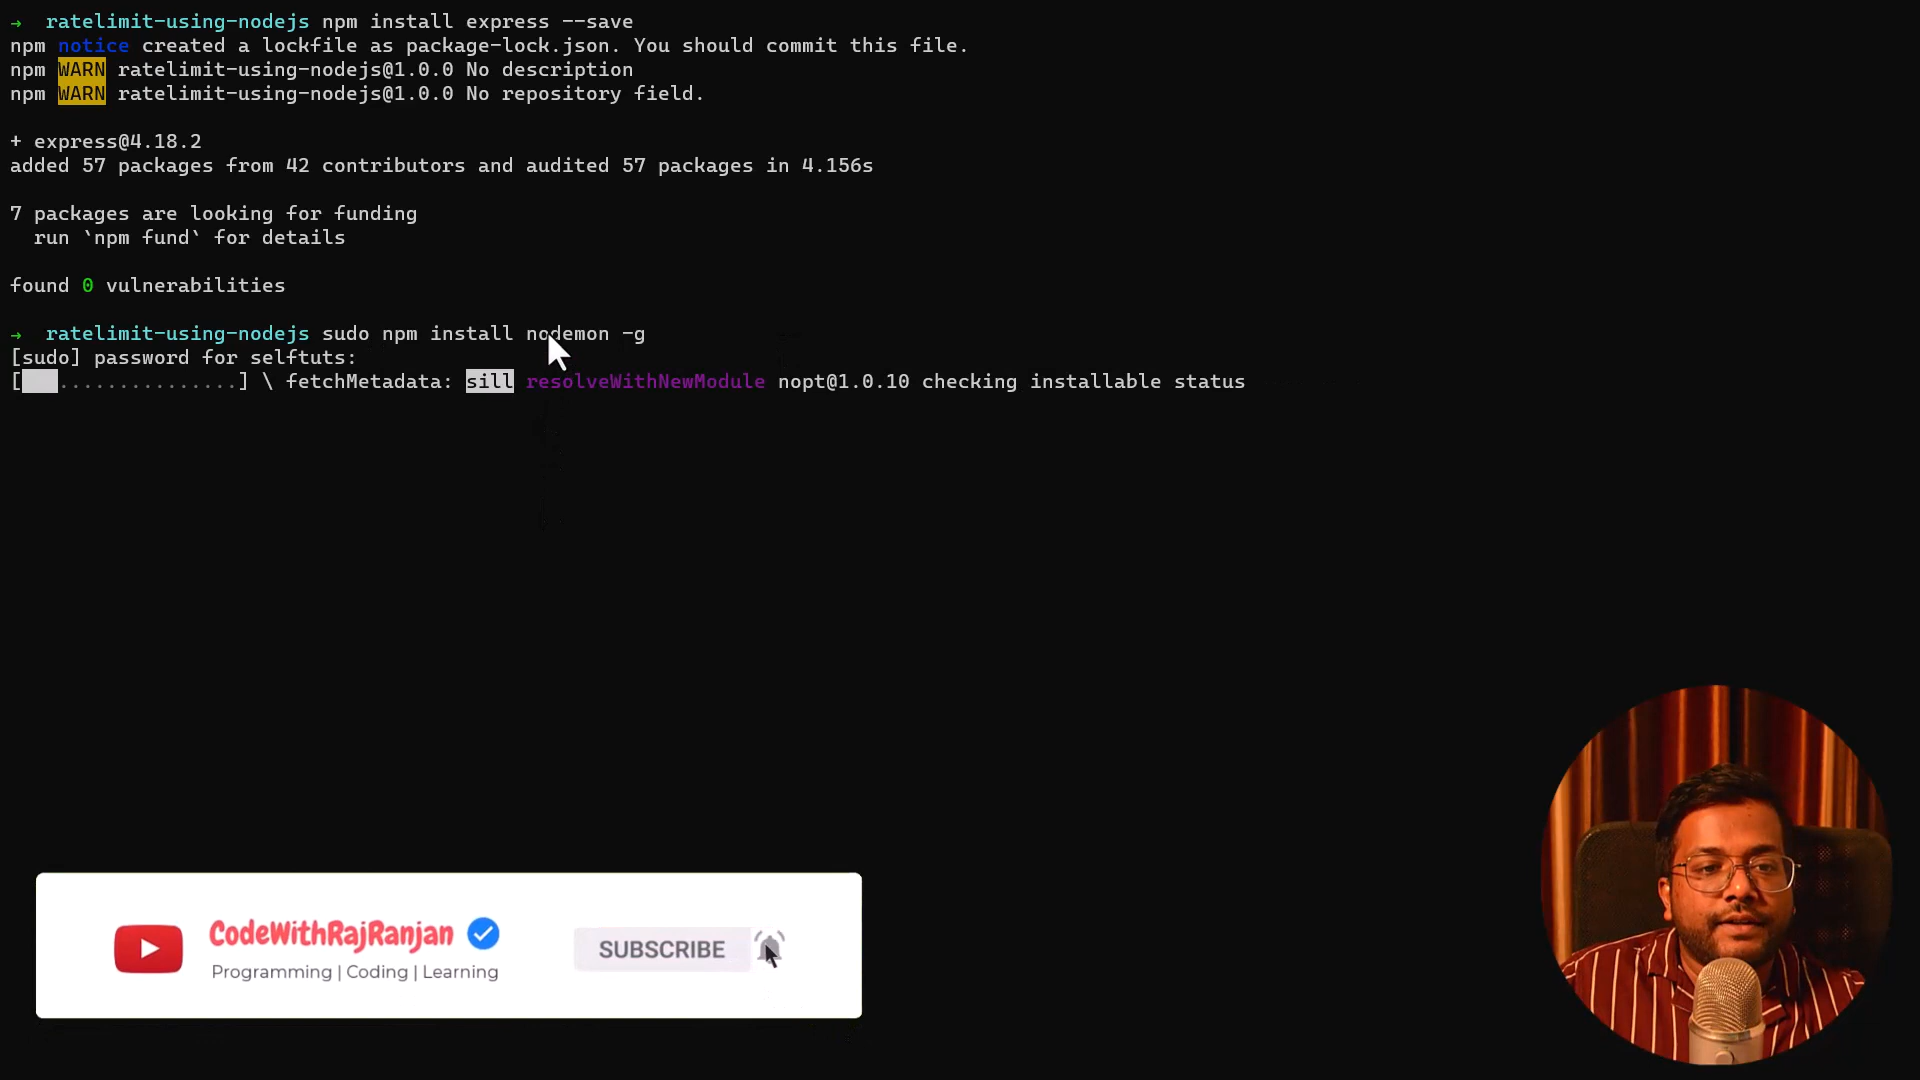 → ratelimit-using-nodejs npm install express --save
npm notice created a lockfile as package-lock.json. You should commit this file.
npm WARN ratelimit-using-nodejs@1.0.0 No description
npm WARN ratelimit-using-nodejs@1.0.0 No repository field.
+ express@4.18.2
added 57 packages from 42 contributors and audited 57 packages in 4.156s
7 packages are looking for funding
run `npm fund` for details
found 0 vulnerabilities
→ ratelimit-using-nodejs sudo npm install nodemon -g
[sudo] password for selftuts:
[ ...............] \ fetchMetadata: sill resolveWithNewModule nopt@1.0.10 checking installable status
CodeWithRajRanjan
Programming | Coding | Learning
SUBSCRIBE